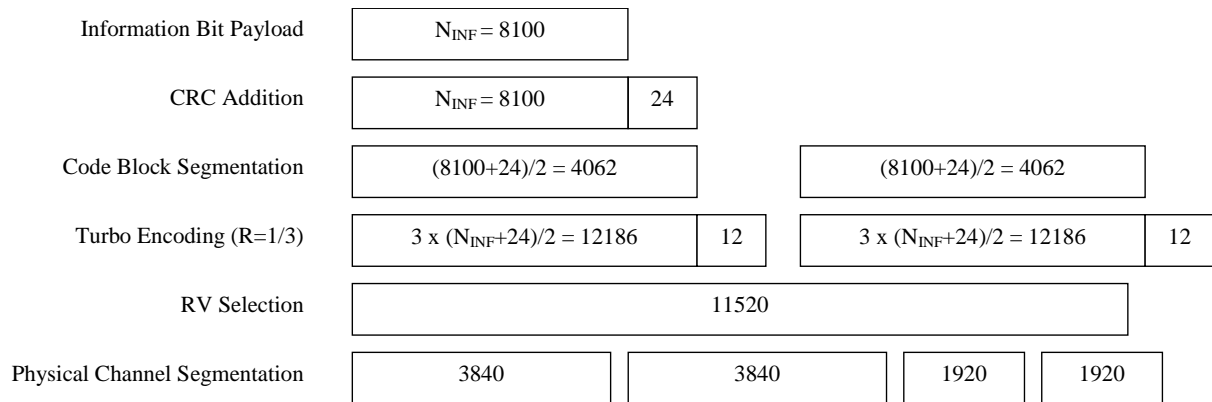 Information Bit Payload N_INF = 8100
CRC Addition N_INF = 8100 24
Code Block Segmentation (8100+24)/2 = 4062 (8100+24)/2 = 4062
Turbo Encoding (R=1/3) 3 x (N_INF+24)/2 = 12186 12 3 x (N_INF+24)/2 = 12186 12
RV Selection 11520
Physical Channel Segmentation 3840 3840 1920 1920